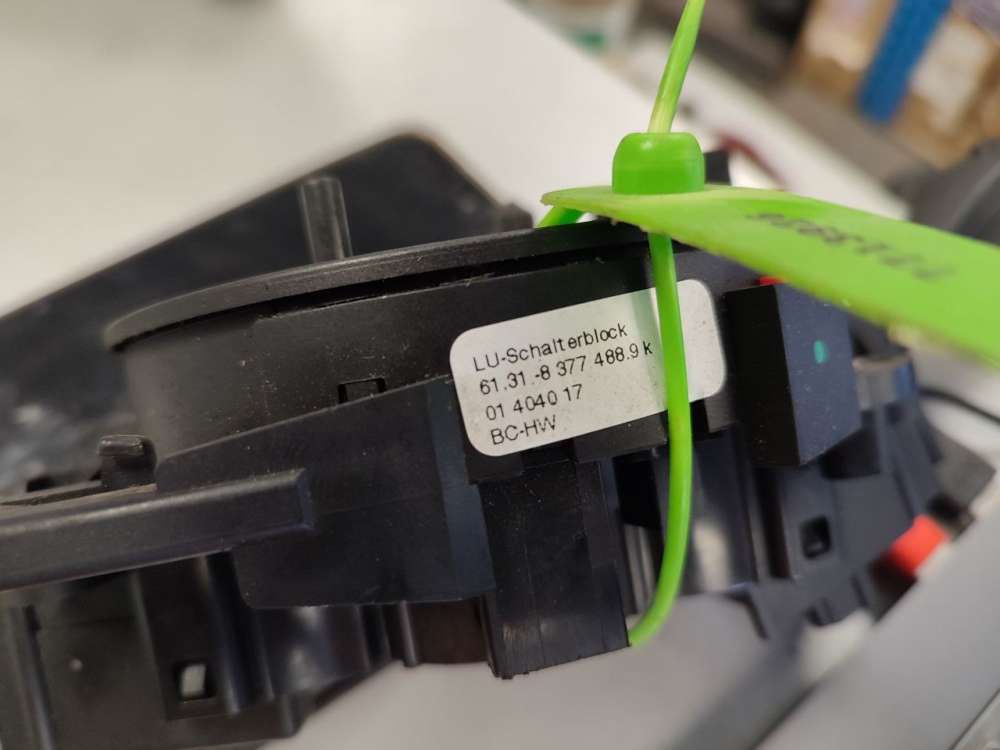 LU-Schalterblock
61.31.-8 377 488.9 k
01 4040 17
BC-HW